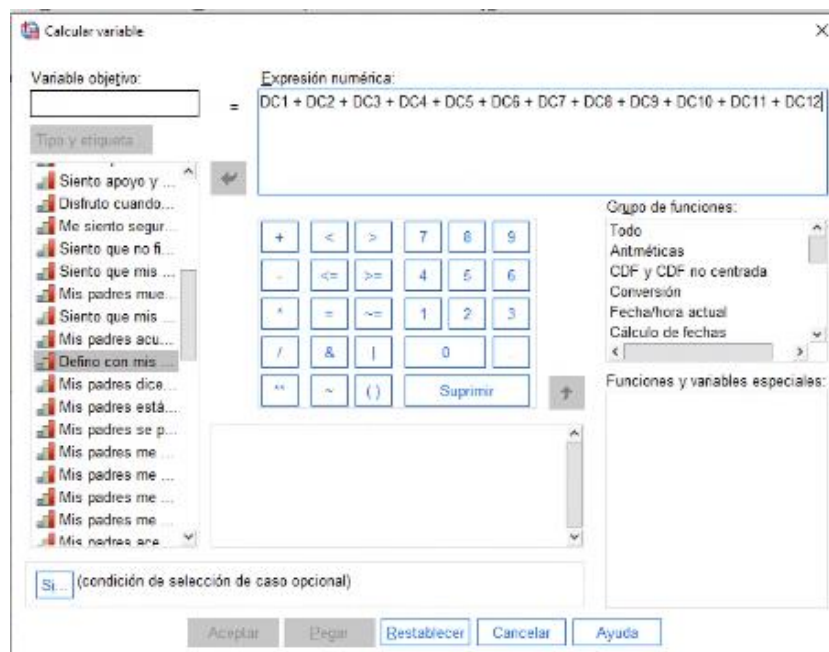 Calcular variable
Variable objetivo:
Expresión numérica:
=
DC1 + DC2 + DC3 + DC4 + DC5 + DC6 + DC7 + DC8 + DC9 + DC10 + DC11 + DC12
Tipo y etiqueta...
Siento apoyo y ...
Disfruto cuando...
Me siento segur...
Siento que no fi...
Siento que mis ...
Mis padres mue...
Siento que mis ...
Mis padres acu...
Defino con mis ...
Mis padres dice...
Mis padres está...
Mis padres se p...
Mis padres me ...
Mis padres me ...
Mis padres me ...
Mis padres me ...
Mis padres ace...
+ < > 7 8 9
- <= >= 4 5 6
* = ~= 1 2 3
/ & | 0 .
** ~ ( ) Suprimir
Grupo de funciones:
Todo
Aritméticas
CDF y CDF no centrada
Conversión
Fecha/hora actual
Cálculo de fechas
Funciones y variables especiales:
Si... (condición de selección de caso opcional)
Aceptar Pegar Restablecer Cancelar Ayuda